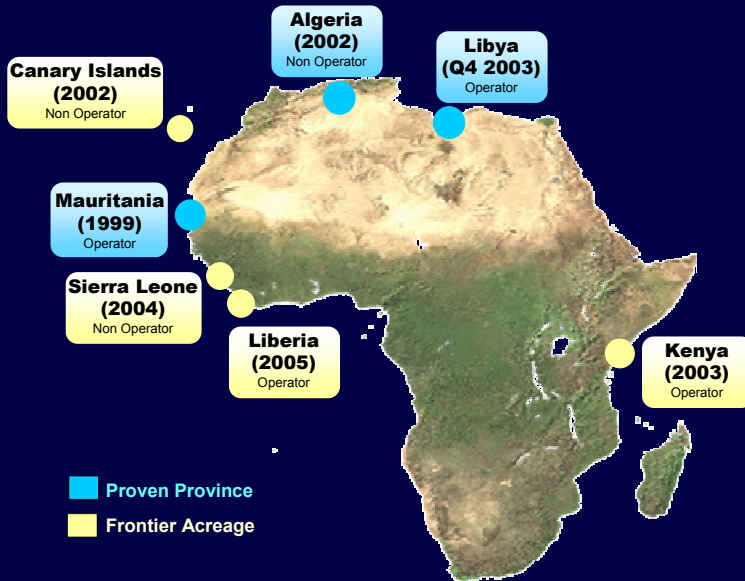 Algeria
(2002)
Non Operator
Libya
(Q4 2003)
Operator
Canary Islands
(2002)
Non Operator
Mauritania
(1999)
Operator
Sierra Leone
(2004)
Non Operator
Liberia
(2005)
Operator
Kenya
(2003)
Operator
Proven Province
Frontier Acreage